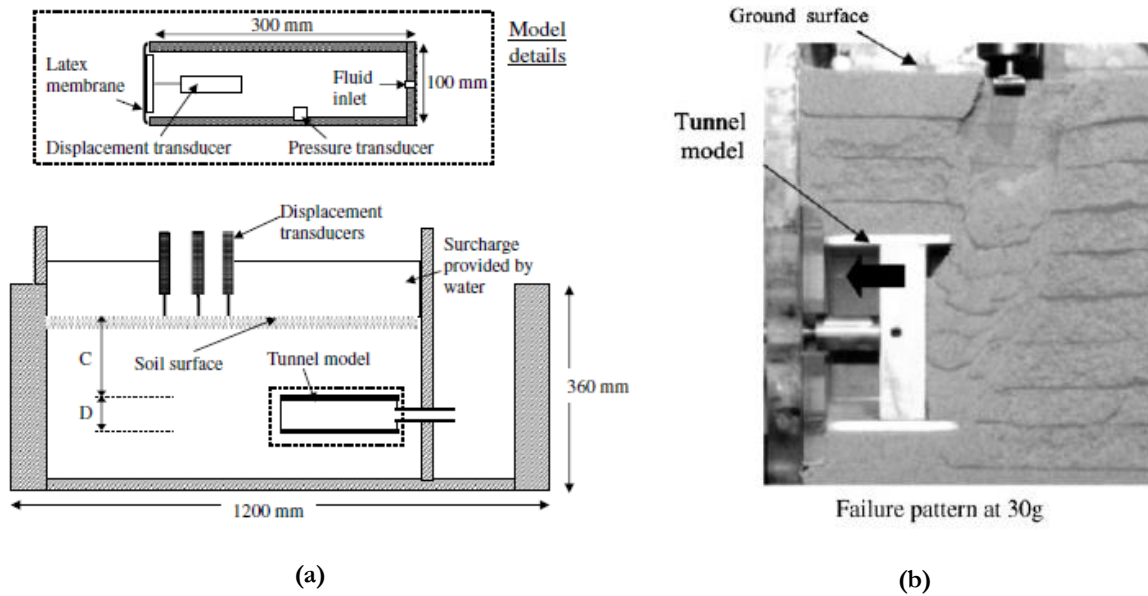 300 mm
Model
details
Latex
membrane
Fluid
inlet
100 mm
Displacement transducer
Pressure transducer
Displacement
transducers
Surcharge
provided by
water
C
Soil surface
Tunnel model
D
360 mm
1200 mm
(a)
Ground surface
Tunnel
model
Failure pattern at 30g
(b)